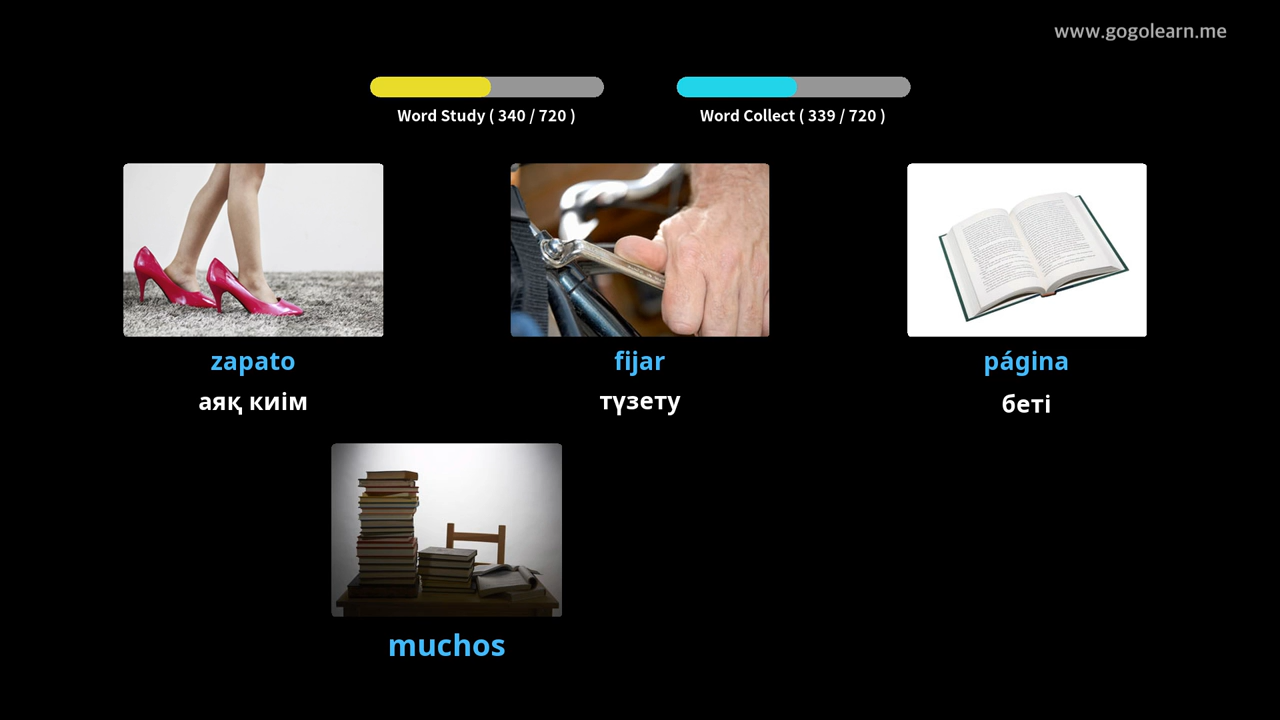 www.gogolearn.me
Word Study ( 340 / 720 )
Word Collect ( 339 / 720 )
zapato
fijar
página
аяқ киім
түзету
беті
muchos